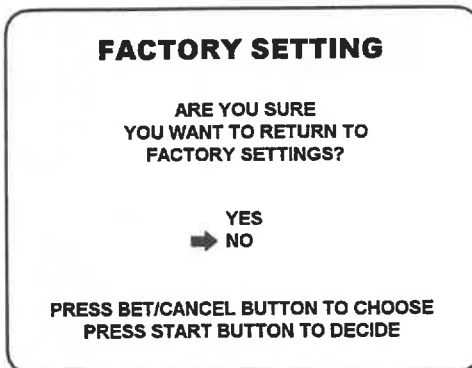 FACTORY SETTING
ARE YOU SURE
YOU WANT TO RETURN TO
FACTORY SETTINGS?
YES
NO
PRESS BET/CANCEL BUTTON TO CHOOSE
PRESS START BUTTON TO DECIDE